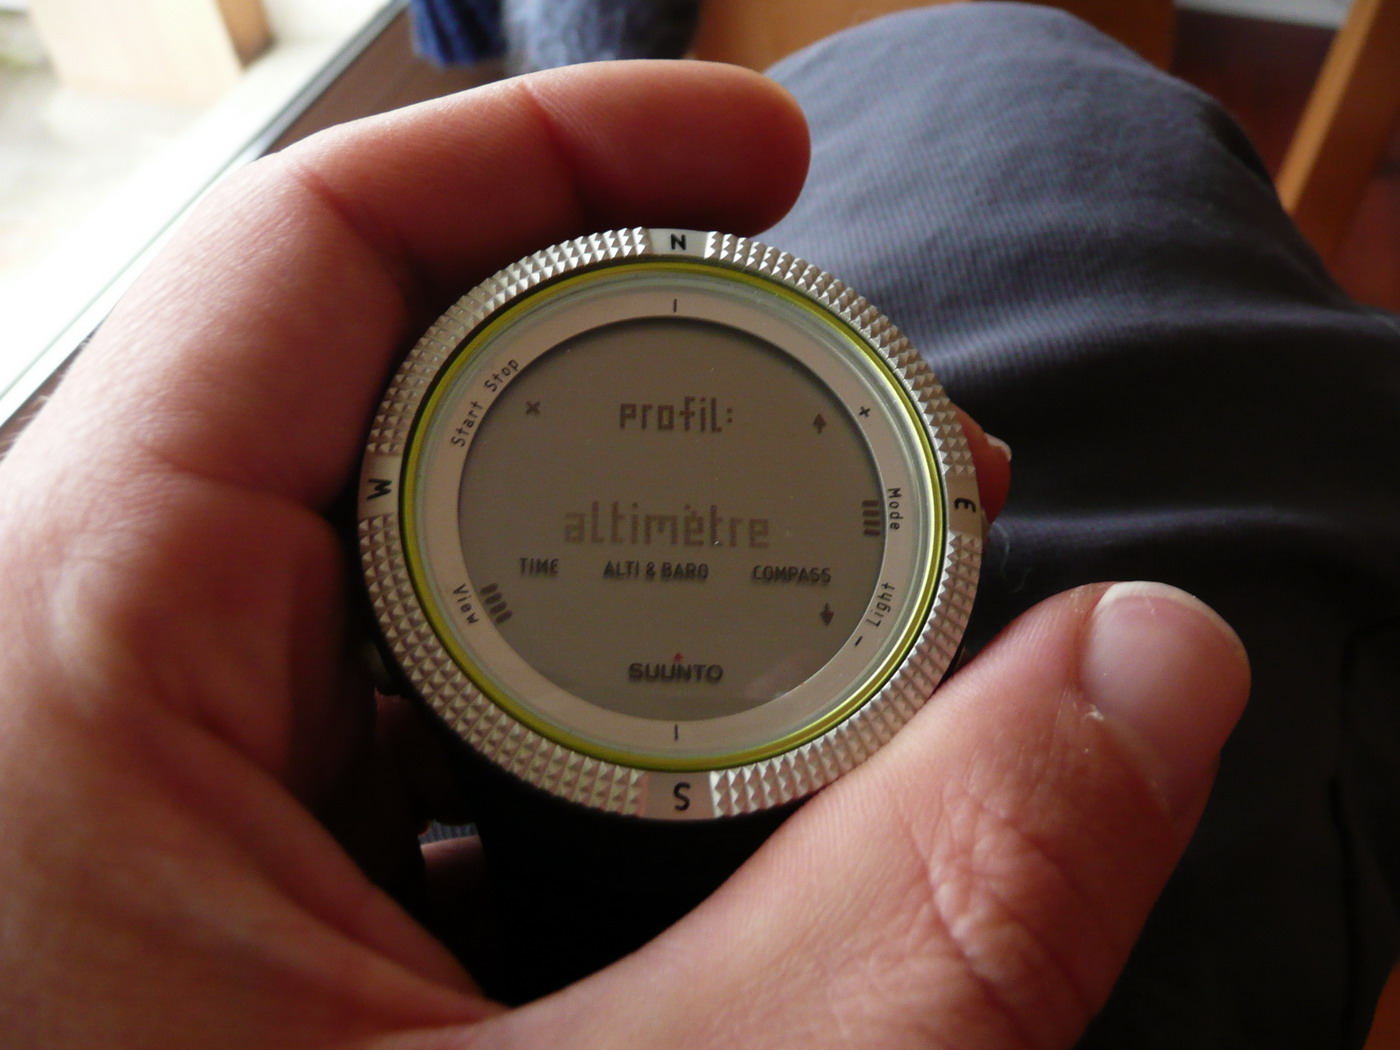 N
Start Stop
+
× profil: ↑
W
Mode
E
altimètre
TIME ALTI & BARO COMPASS
View
Light
−
↓
SUUNTO
S